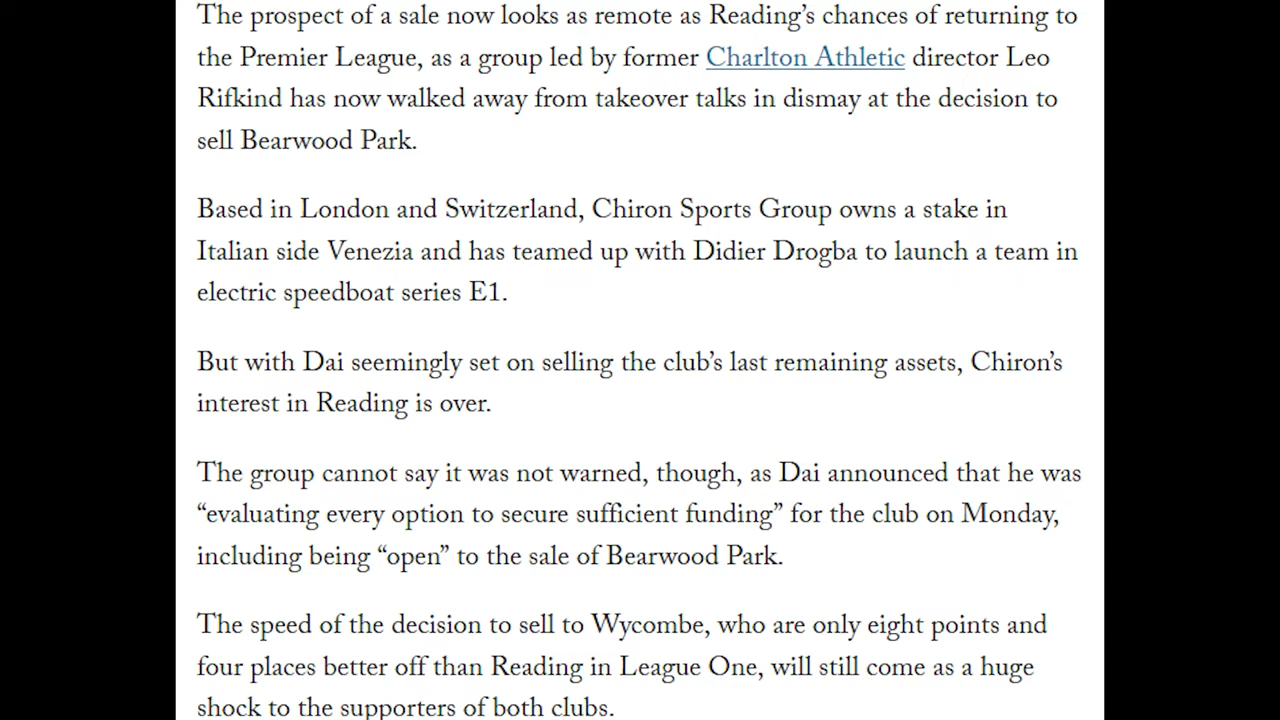 The prospect of a sale now looks as remote as Reading’s chances of returning to
the Premier League, as a group led by former Charlton Athletic director Leo
Rifkind has now walked away from takeover talks in dismay at the decision to
sell Bearwood Park.
Based in London and Switzerland, Chiron Sports Group owns a stake in
Italian side Venezia and has teamed up with Didier Drogba to launch a team in
electric speedboat series E1.
But with Dai seemingly set on selling the club’s last remaining assets, Chiron’s
interest in Reading is over.
The group cannot say it was not warned, though, as Dai announced that he was
“evaluating every option to secure sufficient funding” for the club on Monday,
including being “open” to the sale of Bearwood Park.
The speed of the decision to sell to Wycombe, who are only eight points and
four places better off than Reading in League One, will still come as a huge
shock to the supporters of both clubs.